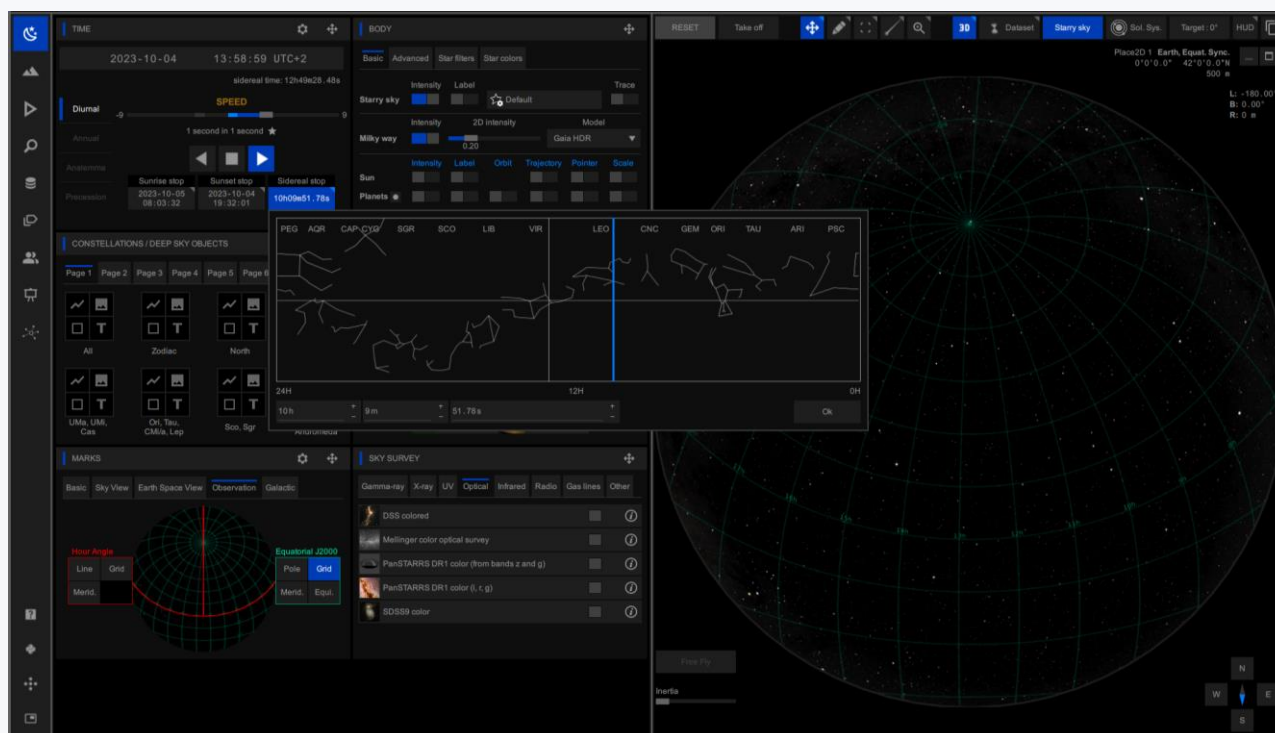 TIME
2023-10-04 13:58:59 UTC+2
sidereal time: 12h49m28.48s
Diurnal
SPEED
-9 9
Annual
1 second in 1 second ★
Analemma
Precession
Sunrise stop Sunset stop Sidereal stop
2023-10-05 2023-10-04 10h09m51.78s
08:03:32 19:32:01
BODY
Basic Advanced Star filters Star colors
Intensity Label Trace
Starry sky Default
Intensity 2D intensity Model
Milky way 0.20 Gaia HDR
Intensity Label Orbit Trajectory Pointer Scale
Sun
Planets
PEG AQR CAP CYG SGR SCO LIB VIR LEO CNC GEM ORI TAU ARI PSC
24H 12H 0H
10h + - 9m + - 51.78s + - Ok
CONSTELLATIONS / DEEP SKY OBJECTS
Page 1 Page 2 Page 3 Page 4 Page 5 Page 6
T T T
All Zodiac North
T T T
UMa, UMi, Cas
Ori, Tau, CMi/a, Lep
Sco, Sgr
Andromeda
MARKS
Basic Sky View Earth Space View Observation Galactic
Hour Angle
Line Grid
Merid.
Equatorial J2000
Pole Grid
Merid. Equi.
SKY SURVEY
Gamma-ray X-ray UV Optical Infrared Radio Gas lines Other
DSS colored
Mellinger color optical survey
PanSTARRS DR1 color (from bands z and g)
PanSTARRS DR1 color (i, r, g)
SDSS9 color
RESET Take off 3D Dataset Starry sky Sol. Sys. Target : 0° HUD
Place2D 1 Earth, Equat. Sync.
0°0'0.0" 42°0'0.0"N
500 m
L: -180.00°
B: 0.00°
R: 0 m
Free Fly
Inertia
N
W E
S